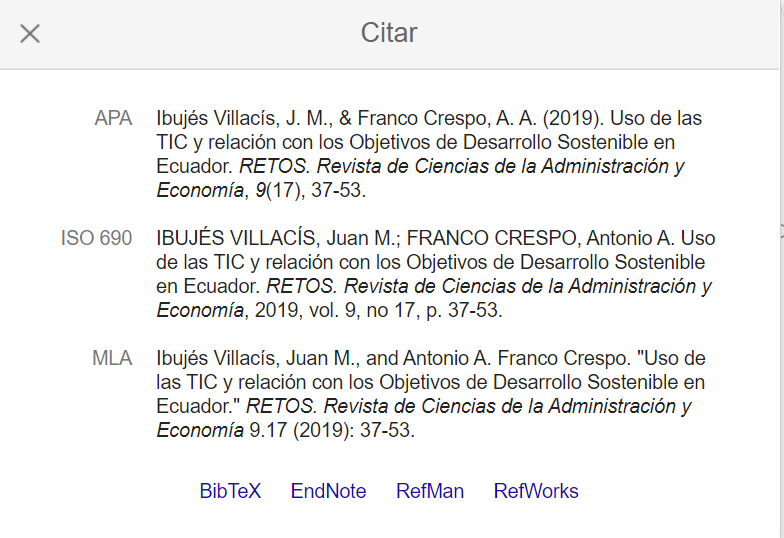 Citar
APA
Ibujés Villacís, J. M., & Franco Crespo, A. A. (2019). Uso de las
TIC y relación con los Objetivos de Desarrollo Sostenible en
Ecuador. RETOS. Revista de Ciencias de la Administración y
Economía, 9(17), 37-53.
ISO 690
IBUJÉS VILLACÍS, Juan M.; FRANCO CRESPO, Antonio A. Uso
de las TIC y relación con los Objetivos de Desarrollo Sostenible
en Ecuador. RETOS. Revista de Ciencias de la Administración y
Economía, 2019, vol. 9, no 17, p. 37-53.
MLA
Ibujés Villacís, Juan M., and Antonio A. Franco Crespo. "Uso de
las TIC y relación con los Objetivos de Desarrollo Sostenible en
Ecuador." RETOS. Revista de Ciencias de la Administración y
Economía 9.17 (2019): 37-53.
BibTeX EndNote RefMan RefWorks